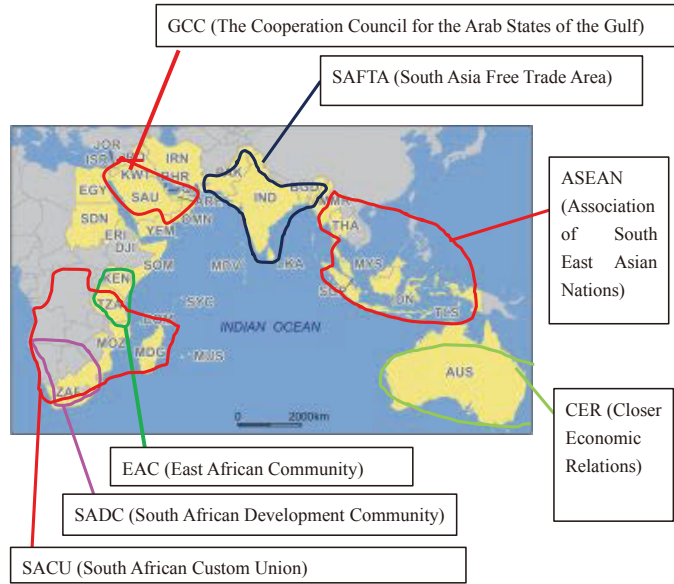 GCC (The Cooperation Council for the Arab States of the Gulf)
SAFTA (South Asia Free Trade Area)
JOR
ISR
IRN
KWT
BHR
EGY
SAU
IND
BGD
MMR
ASEAN
(Association
of South
East Asian
Nations)
OMN
SDN
YEM
THA
ERI
DJI
SOM
MDV
LKA
MYS
KEN
SGP
IDN
TZA
SYC
TLS
COM
INDIAN OCEAN
MOZ
MDG
MUS
AUS
ZAF
0 2000km
CER (Closer
Economic
Relations)
EAC (East African Community)
SADC (South African Development Community)
SACU (South African Custom Union)